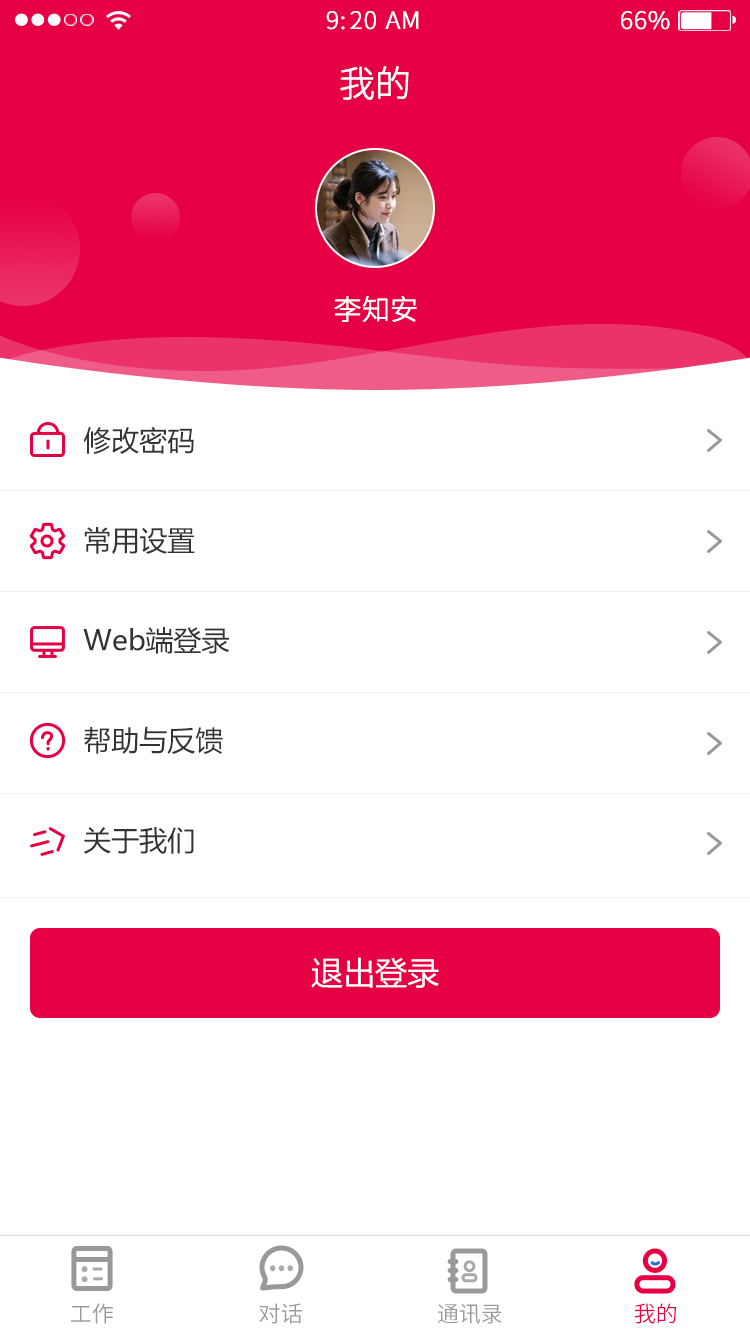 9:20 AM 66%
我的
李知安
修改密码
常用设置
Web端登录
帮助与反馈
关于我们
退出登录
工作 对话 通讯录 我的